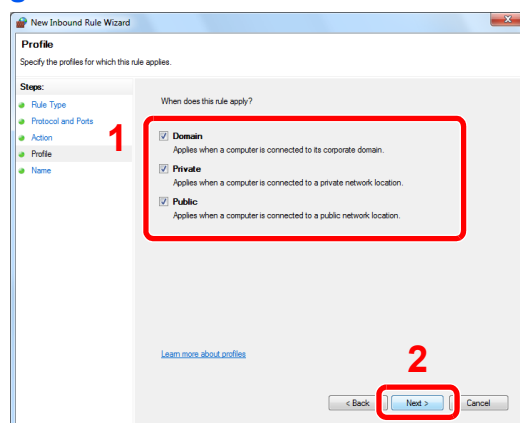 New Inbound Rule Wizard
Profile
Specify the profiles for which this rule applies.
Steps:
Rule Type
Protocol and Ports
Action
Profile
Name
When does this rule apply?
1
Domain
Applies when a computer is connected to its corporate domain.
Private
Applies when a computer is connected to a private network location.
Public
Applies when a computer is connected to a public network location.
Learn more about profiles
2
< Back
Next >
Cancel